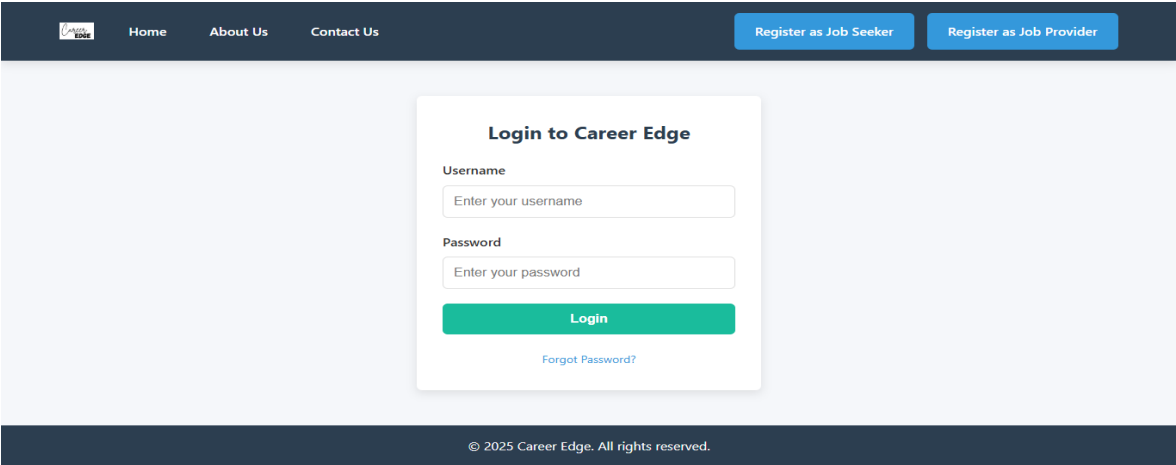 Career
EDGE
Home
About Us
Contact Us
Register as Job Seeker
Register as Job Provider
Login to Career Edge
Username
Enter your username
Password
Enter your password
Login
Forgot Password?
© 2025 Career Edge. All rights reserved.